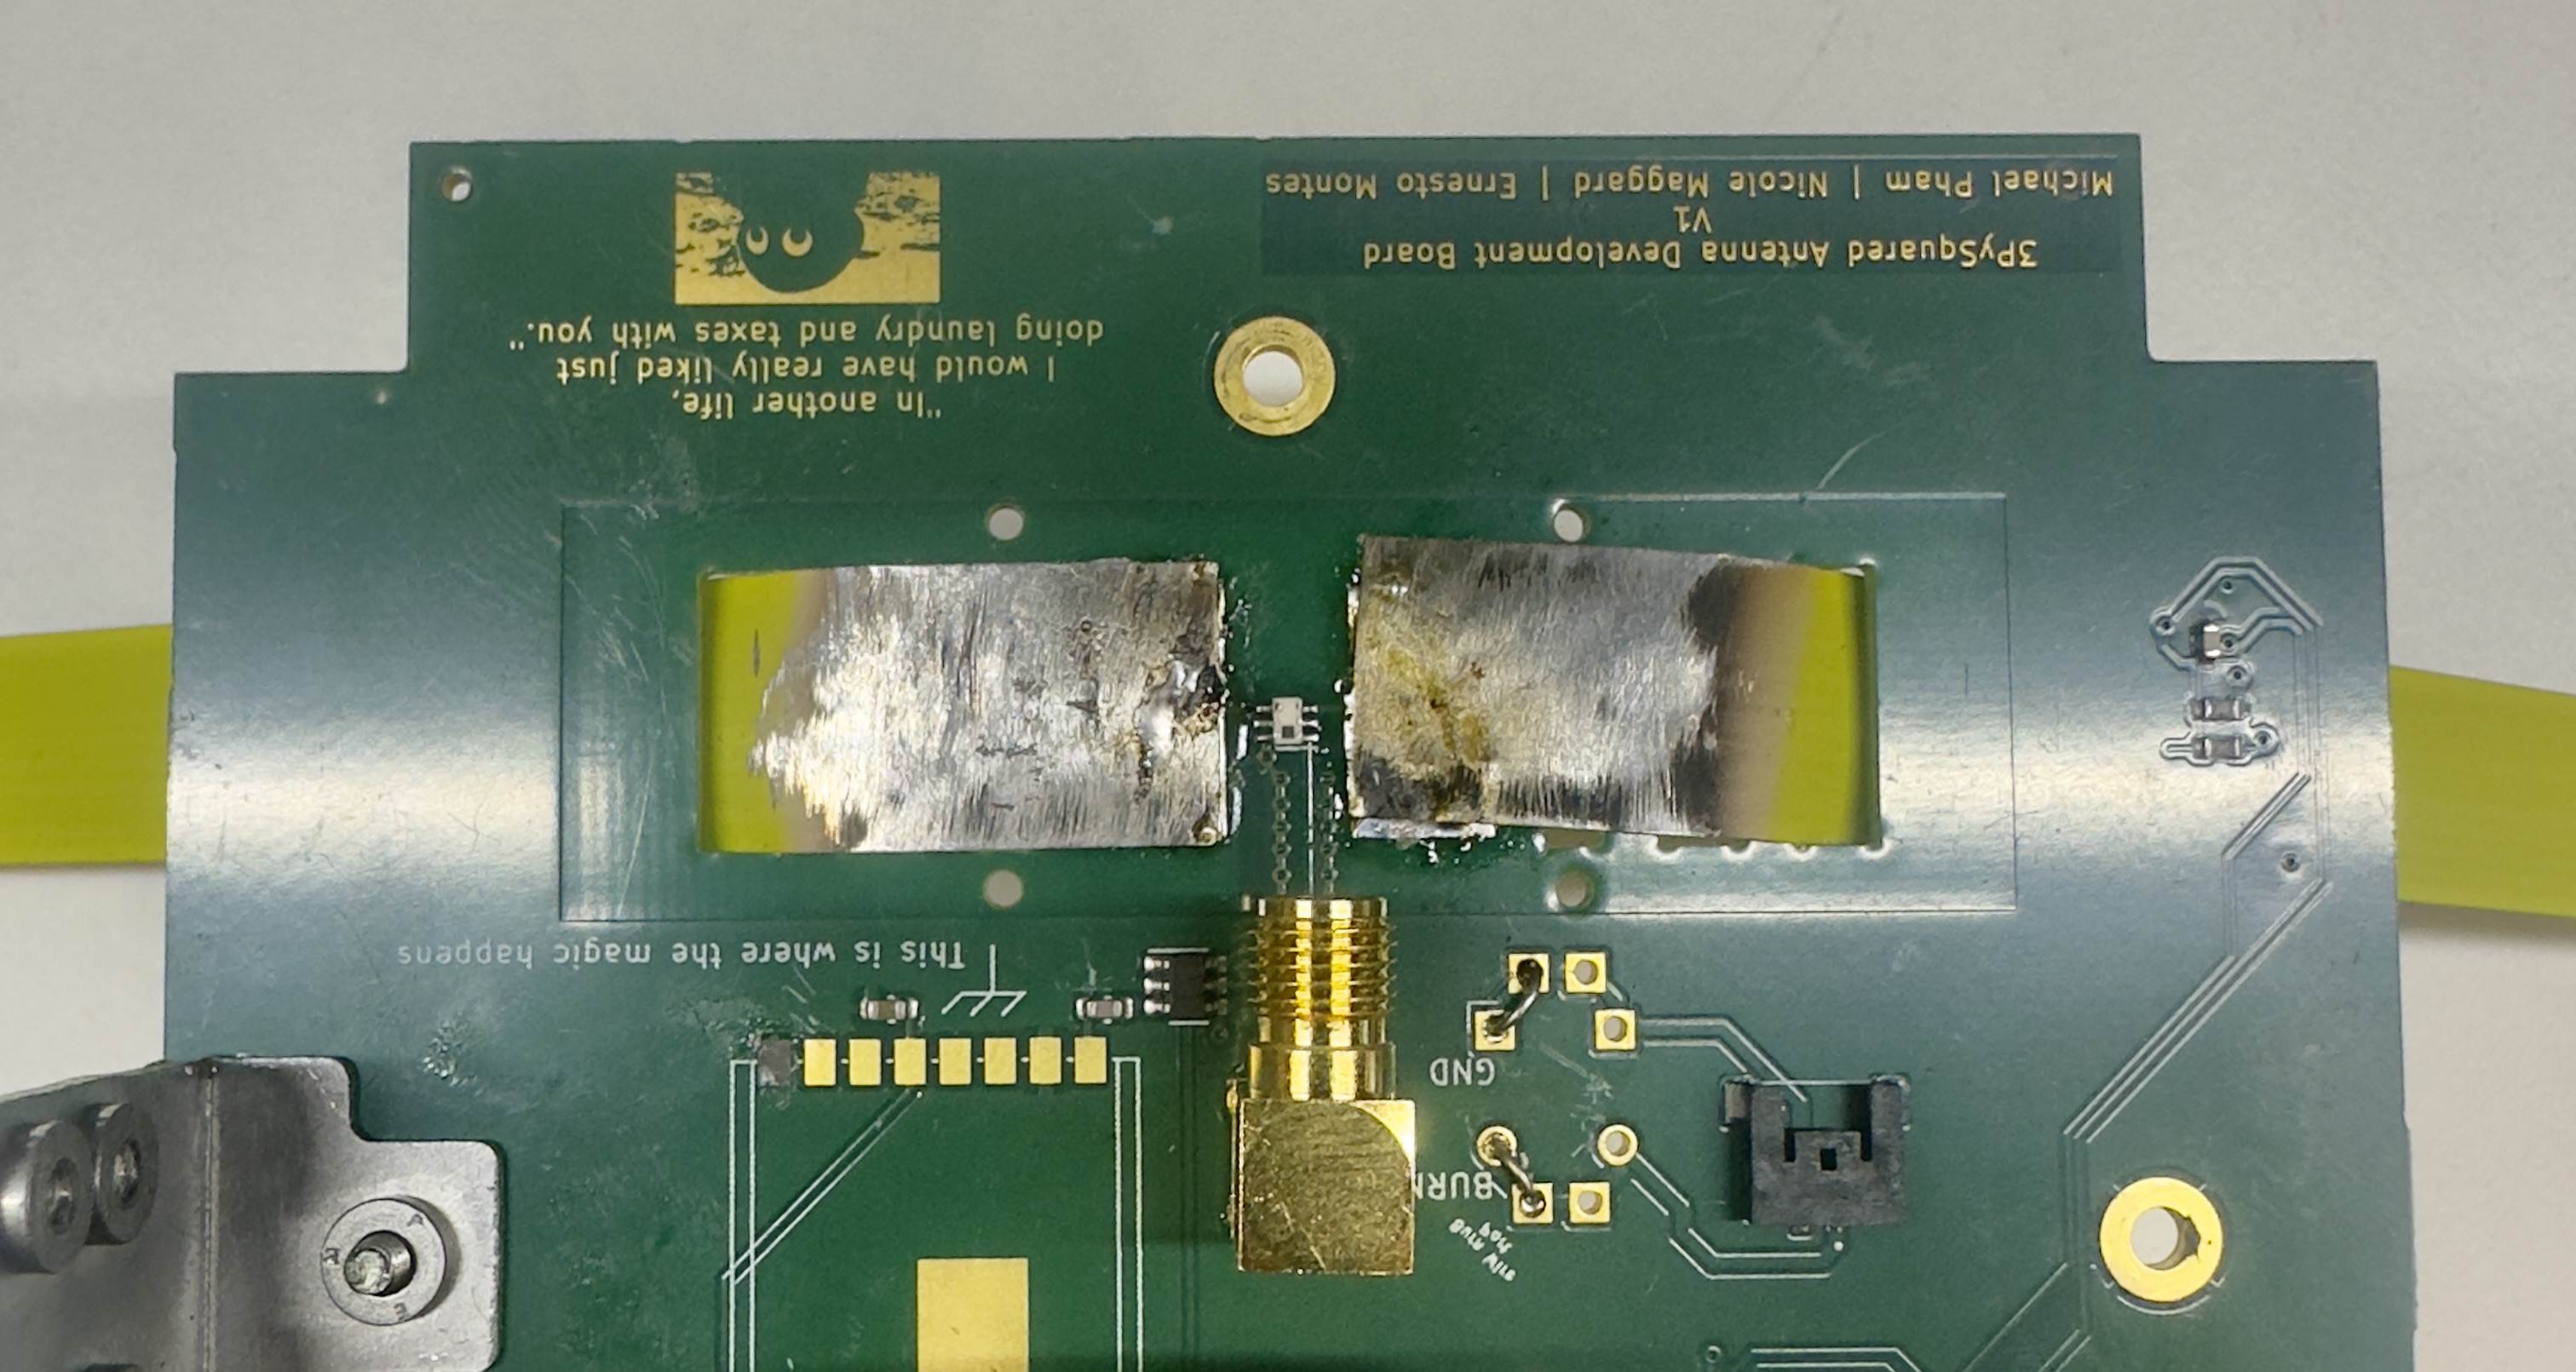 BURN
GND
This is where the magic happens
3PySquared Antenna Development Board
V1
Michael Pham | Nicole Maggard | Ernesto Montes
"In another life,
I would have really liked just
doing laundry and taxes with you."